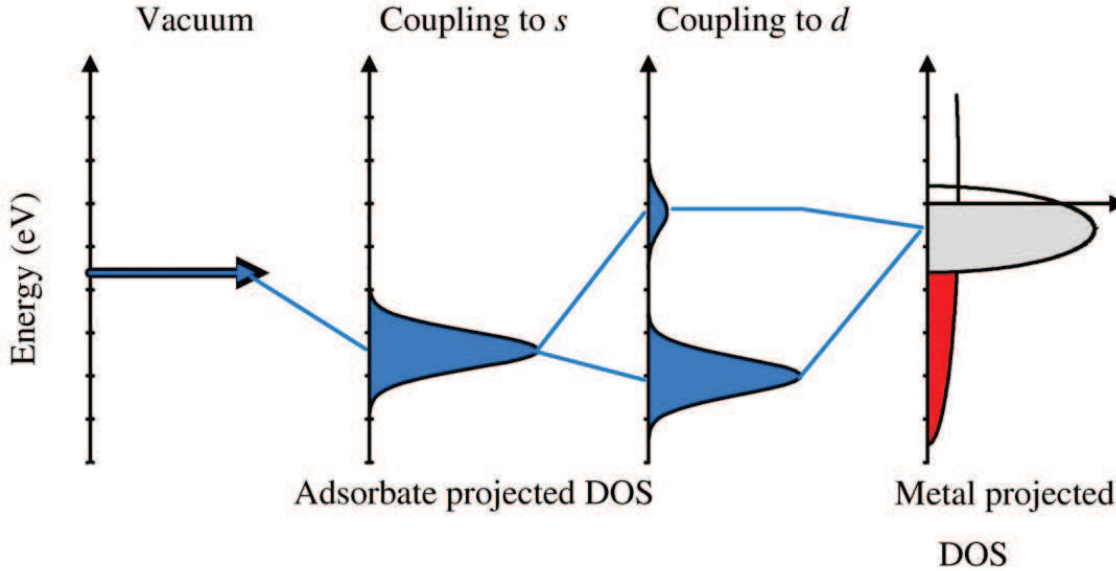 Vacuum
Coupling to s
Coupling to d
Energy (eV)
Adsorbate projected DOS
Metal projected
DOS